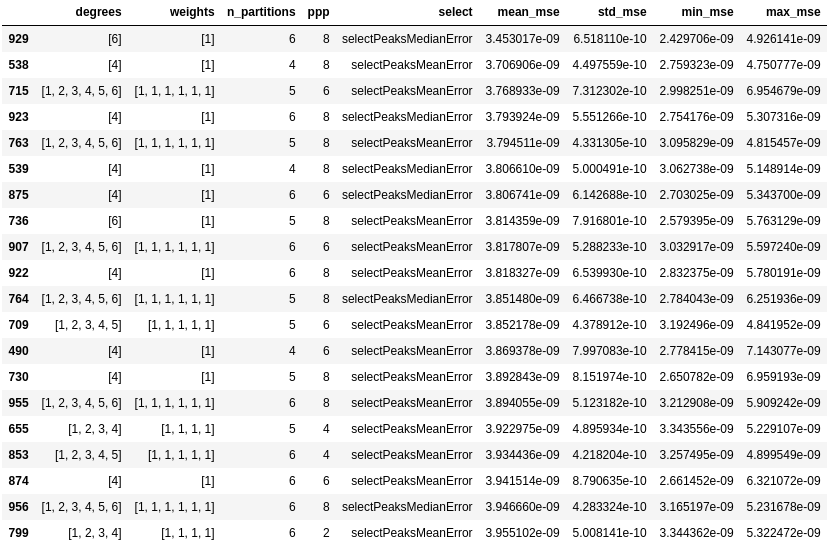 degrees weights n_partitions ppp select mean_mse std_mse min_mse max_mse
929 [6] [1] 6 8 selectPeaksMedianError 3.453017e-09 6.518110e-10 2.429706e-09 4.926141e-09
538 [4] [1] 4 8 selectPeaksMeanError 3.706906e-09 4.497559e-10 2.759323e-09 4.750777e-09
715 [1, 2, 3, 4, 5, 6] [1, 1, 1, 1, 1, 1] 5 6 selectPeaksMeanError 3.768933e-09 7.312302e-10 2.998251e-09 6.954679e-09
923 [4] [1] 6 8 selectPeaksMedianError 3.793924e-09 5.551266e-10 2.754176e-09 5.307316e-09
763 [1, 2, 3, 4, 5, 6] [1, 1, 1, 1, 1, 1] 5 8 selectPeaksMeanError 3.794511e-09 4.331305e-10 3.095829e-09 4.815457e-09
539 [4] [1] 4 8 selectPeaksMedianError 3.806610e-09 5.000491e-10 3.062738e-09 5.148914e-09
875 [4] [1] 6 6 selectPeaksMedianError 3.806741e-09 6.142688e-10 2.703025e-09 5.343700e-09
736 [6] [1] 5 8 selectPeaksMeanError 3.814359e-09 7.916801e-10 2.579395e-09 5.763129e-09
907 [1, 2, 3, 4, 5, 6] [1, 1, 1, 1, 1, 1] 6 6 selectPeaksMeanError 3.817807e-09 5.288233e-10 3.032917e-09 5.597240e-09
922 [4] [1] 6 8 selectPeaksMeanError 3.818327e-09 6.539930e-10 2.832375e-09 5.780191e-09
764 [1, 2, 3, 4, 5, 6] [1, 1, 1, 1, 1, 1] 5 8 selectPeaksMedianError 3.851480e-09 6.466738e-10 2.784043e-09 6.251936e-09
709 [1, 2, 3, 4, 5] [1, 1, 1, 1, 1] 5 6 selectPeaksMeanError 3.852178e-09 4.378912e-10 3.192496e-09 4.841952e-09
490 [4] [1] 4 6 selectPeaksMeanError 3.869378e-09 7.997083e-10 2.778415e-09 7.143077e-09
730 [4] [1] 5 8 selectPeaksMeanError 3.892843e-09 8.151974e-10 2.650782e-09 6.959193e-09
955 [1, 2, 3, 4, 5, 6] [1, 1, 1, 1, 1, 1] 6 8 selectPeaksMeanError 3.894055e-09 5.123182e-10 3.212908e-09 5.909242e-09
655 [1, 2, 3, 4] [1, 1, 1, 1] 5 4 selectPeaksMeanError 3.922975e-09 4.895934e-10 3.343556e-09 5.229107e-09
853 [1, 2, 3, 4, 5] [1, 1, 1, 1, 1] 6 4 selectPeaksMeanError 3.934436e-09 4.218204e-10 3.257495e-09 4.899549e-09
874 [4] [1] 6 6 selectPeaksMeanError 3.941514e-09 8.790635e-10 2.661452e-09 6.321072e-09
956 [1, 2, 3, 4, 5, 6] [1, 1, 1, 1, 1, 1] 6 8 selectPeaksMedianError 3.946660e-09 4.283324e-10 3.165197e-09 5.231678e-09
799 [1, 2, 3, 4] [1, 1, 1, 1] 6 2 selectPeaksMeanError 3.955102e-09 5.008141e-10 3.344362e-09 5.322472e-09